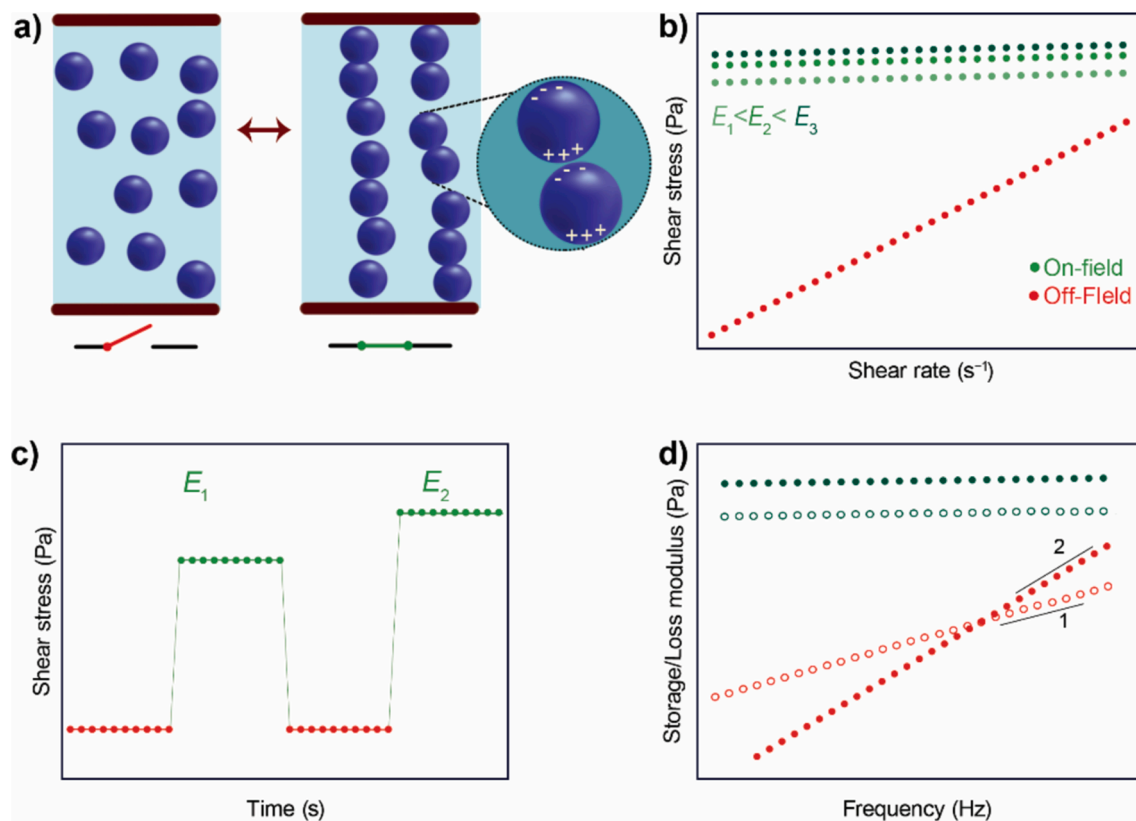 a)
- - -
+++
- - -
+++
b)
Shear stress (Pa)
E1<E2< E3
On-field
Off-FIeld
Shear rate (s⁻¹)
c)
Shear stress (Pa)
E1
E2
Time (s)
d)
Storage/Loss modulus (Pa)
2
1
Frequency (Hz)